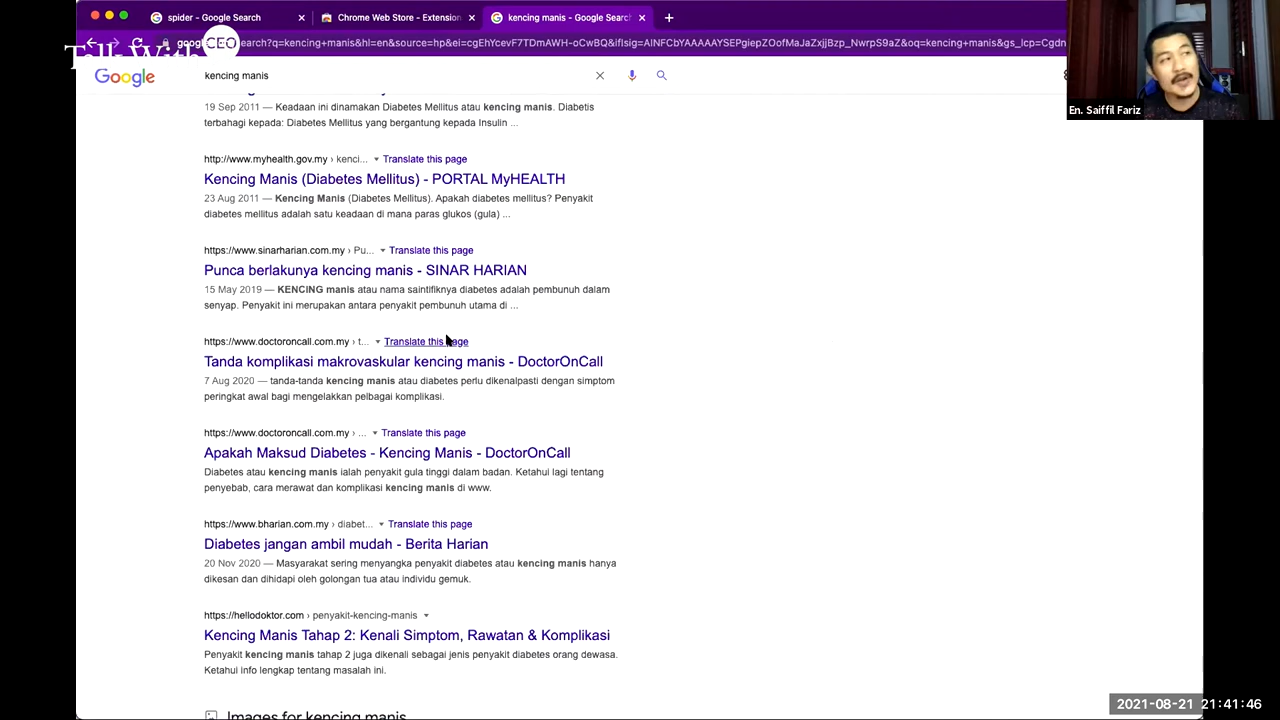 spider - Google Search
Chrome Web Store - Extension
kencing manis - Google Search
Talk With
CEO
search?q=kencing+manis&hl=en&source=hp&ei=cgEhYcevF7TDmAWH-oCwBQ&iflsig=AINFCbYAAAAAYSEPgiepZOofMaJaZxjjBzp_NwrpS9aZ&oq=kencing+manis&gs_lcp=Cgdn
Google
kencing manis
En. Saiffil Fariz
19 Sep 2011 — Keadaan ini dinamakan Diabetes Mellitus atau kencing manis. Diabetis
terbahagi kepada: Diabetes Mellitus yang bergantung kepada Insulin ...
http://www.myhealth.gov.my › kenci... Translate this page
Kencing Manis (Diabetes Mellitus) - PORTAL MyHEALTH
23 Aug 2011 — Kencing Manis (Diabetes Mellitus). Apakah diabetes mellitus? Penyakit
diabetes mellitus adalah satu keadaan di mana paras glukos (gula) ...
https://www.sinarharian.com.my › Pu... Translate this page
Punca berlakunya kencing manis - SINAR HARIAN
15 May 2019 — KENCING manis atau nama saintifiknya diabetes adalah pembunuh dalam
senyap. Penyakit ini merupakan antara penyakit pembunuh utama di ...
https://www.doctoroncall.com.my › t... Translate this page
Tanda komplikasi makrovaskular kencing manis - DoctorOnCall
7 Aug 2020 — tanda-tanda kencing manis atau diabetes perlu dikenalpasti dengan simptom
peringkat awal bagi mengelakkan pelbagai komplikasi.
https://www.doctoroncall.com.my › ... Translate this page
Apakah Maksud Diabetes - Kencing Manis - DoctorOnCall
Diabetes atau kencing manis ialah penyakit gula tinggi dalam badan. Ketahui lagi tentang
penyebab, cara merawat dan komplikasi kencing manis di www.
https://www.bharian.com.my › diabet... Translate this page
Diabetes jangan ambil mudah - Berita Harian
20 Nov 2020 — Masyarakat sering menyangka penyakit diabetes atau kencing manis hanya
dikesan dan dihidapi oleh golongan tua atau individu gemuk.
https://hellodoktor.com › penyakit-kencing-manis
Kencing Manis Tahap 2: Kenali Simptom, Rawatan & Komplikasi
Penyakit kencing manis tahap 2 juga dikenali sebagai jenis penyakit diabetes orang dewasa.
Ketahui info lengkap tentang masalah ini.
Images for kencing manis
2021-08-21 21:41:46